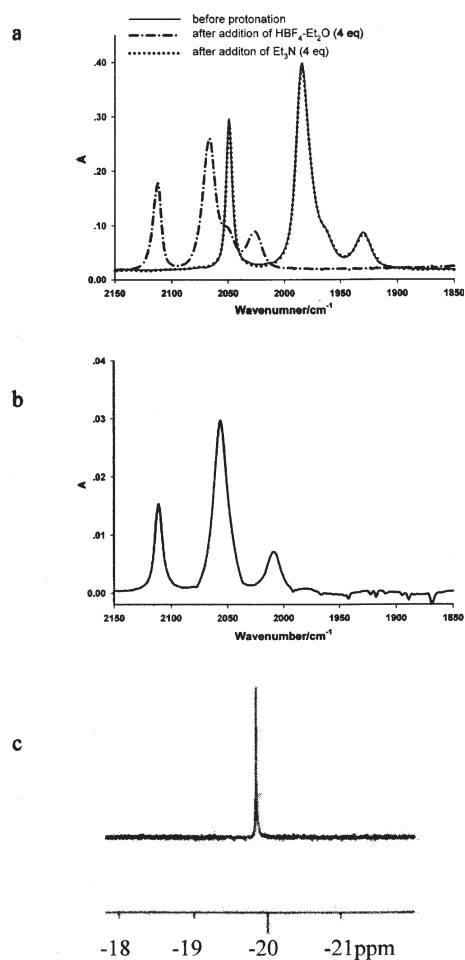 a
before protonation
after addition of HBF4-Et2O (4 eq)
after additon of Et3N (4 eq)
.40
.30
A
.20
.10
.00
2150 2100 2050 2000 1950 1900 1850
Wavenumner/cm-1
b
.04
.03
A
.02
.01
0.00
2150 2100 2050 2000 1950 1900 1850
Wavenumber/cm-1
c
-18 -19 -20 -21ppm